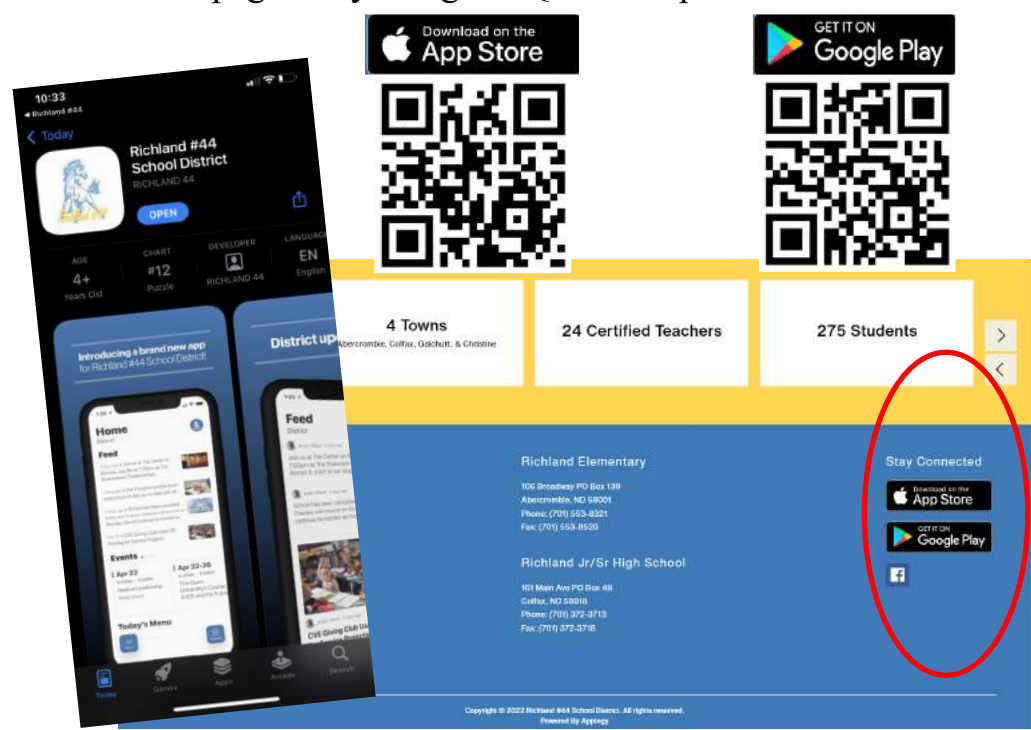 Download on the
App Store
GET IT ON
Google Play
10:33
Richland #44
Today
Richland #44
School District
RICHLAND 44
OPEN
AGE
4+
Years Old
CHART
#12
Puzzle
DEVELOPER
RICHLAND 44
LANGUAGE
EN
English
Introducing a brand new app
for Richland #44 School District!
District up
Home
District
Feed
Events
Apr 22
Apr 22-26
Today's Menu
Feed
District
CVE Giving Club
Today
Games
Apps
Arcade
Search
4 Towns
Abercrombie, Colfax, Galchutt, & Christine
24 Certified Teachers
275 Students
Richland Elementary
106 Broadway PO Box 139
Abercrombie, ND 58001
Phone: (701) 553-8321
Fax: (701) 553-8520
Richland Jr/Sr High School
101 Main Ave PO Box 49
Colfax, ND 58018
Phone: (701) 372-3713
Fax: (701) 372-3718
Stay Connected
Download on the
App Store
GET IT ON
Google Play
Copyright © 2022 Richland #44 School District. All rights reserved.
Powered By Apptegy